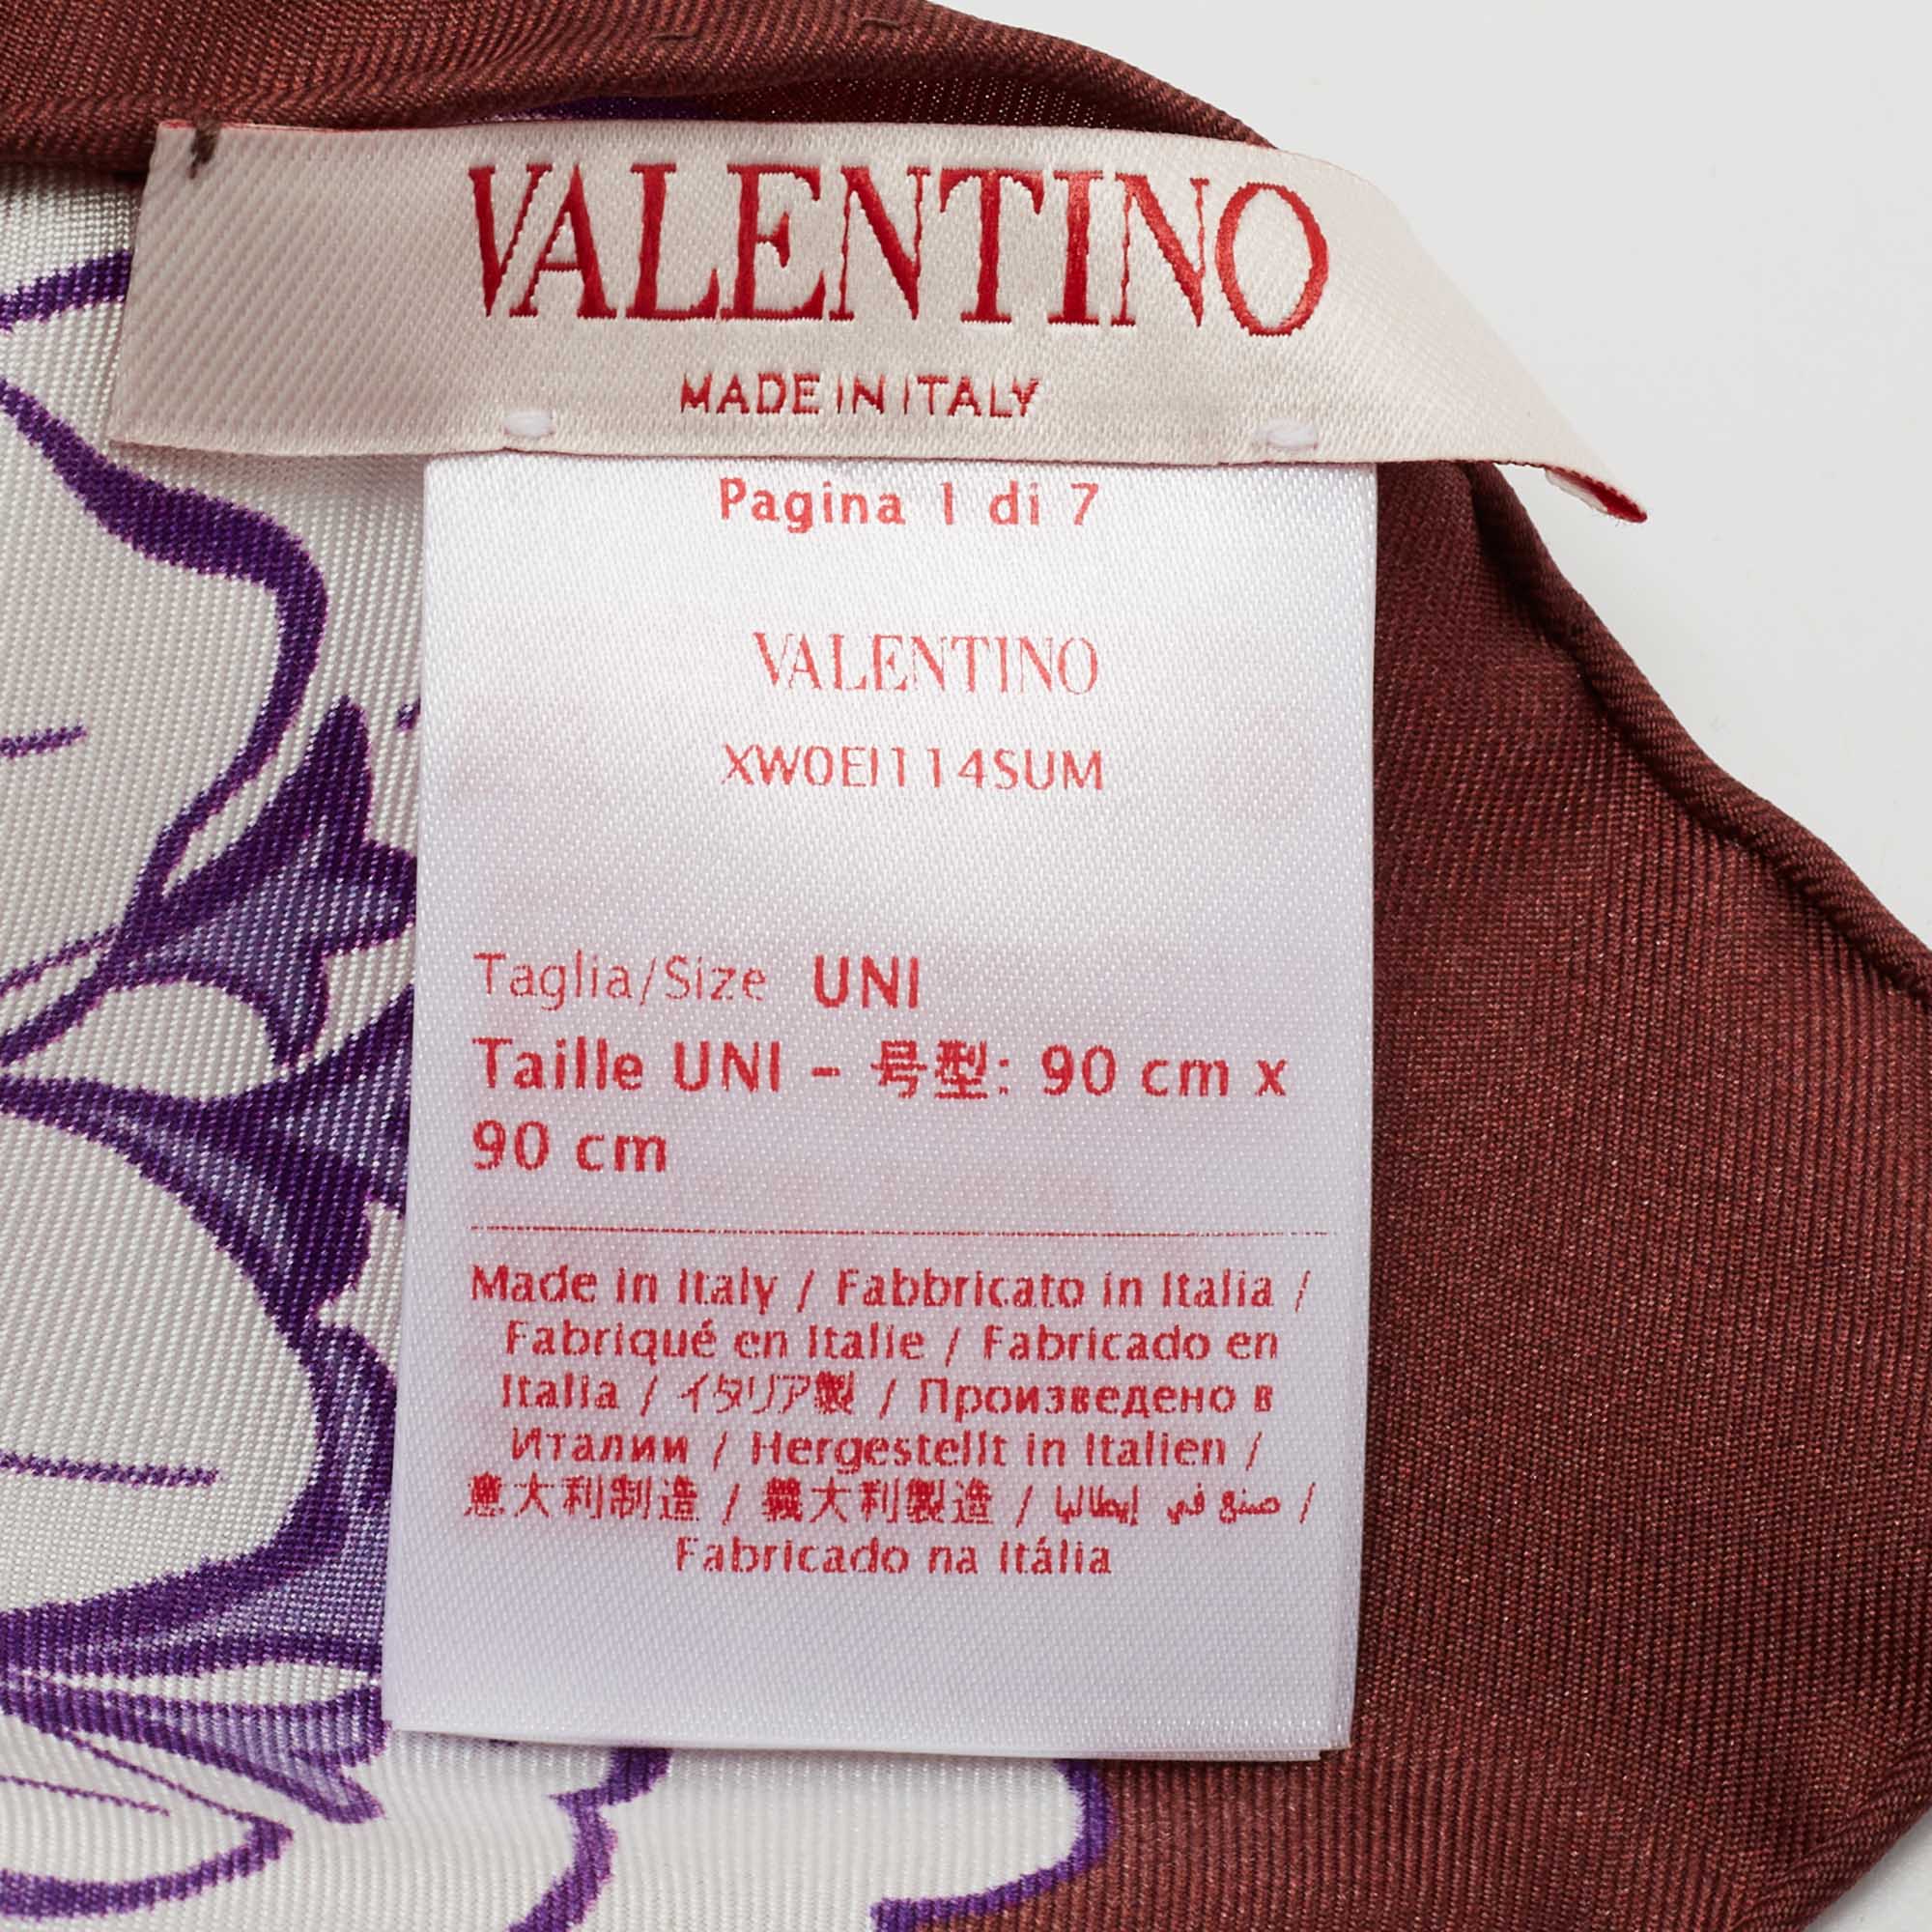 VALENTINO
MADE IN ITALY
Pagina 1 di 7
VALENTINO
XW0EI114SUM
Taglia/Size UNI
Taille UNI - 号型: 90 cm x
90 cm
Made in Italy / Fabbricato in Italia /
Fabriqué en Italie / Fabricado en
Italia / イタリア製 / Произведено в
Италии / Hergestellt in Italien /
意大利制造 / 義大利製造 / صنع في إيطاليا /
Fabricado na Itália